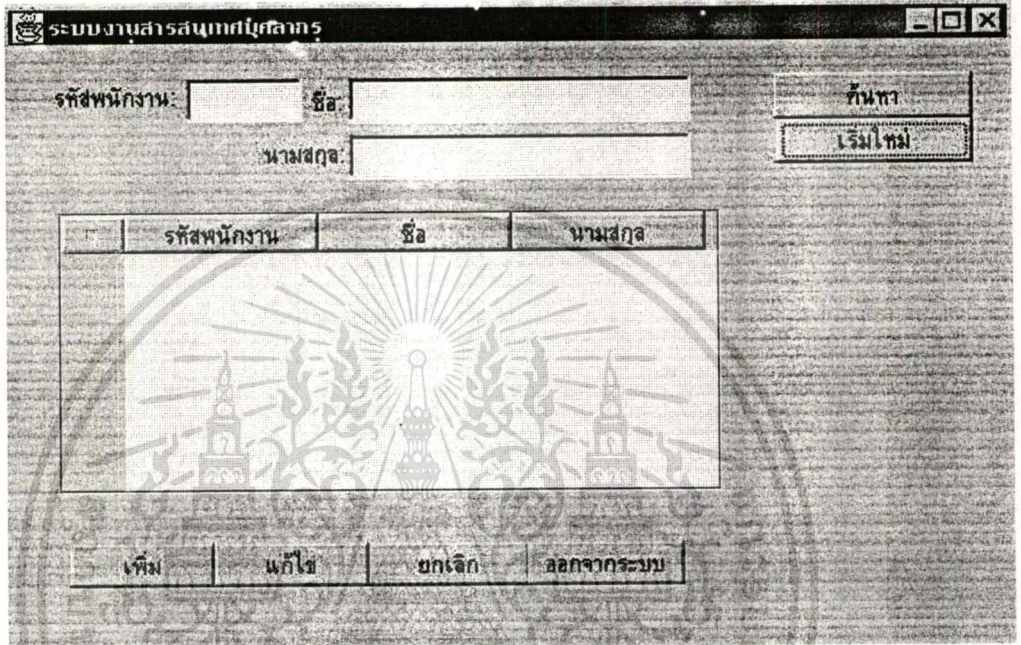 ระบบงานสารสนเทศบุคลากร
รหัสพนักงาน: ชื่อ: ค้นหา
นามสกุล: เริ่มใหม่
รหัสพนักงาน ชื่อ นามสกุล
เพิ่ม แก้ไข ยกเลิก ออกจากระบบ